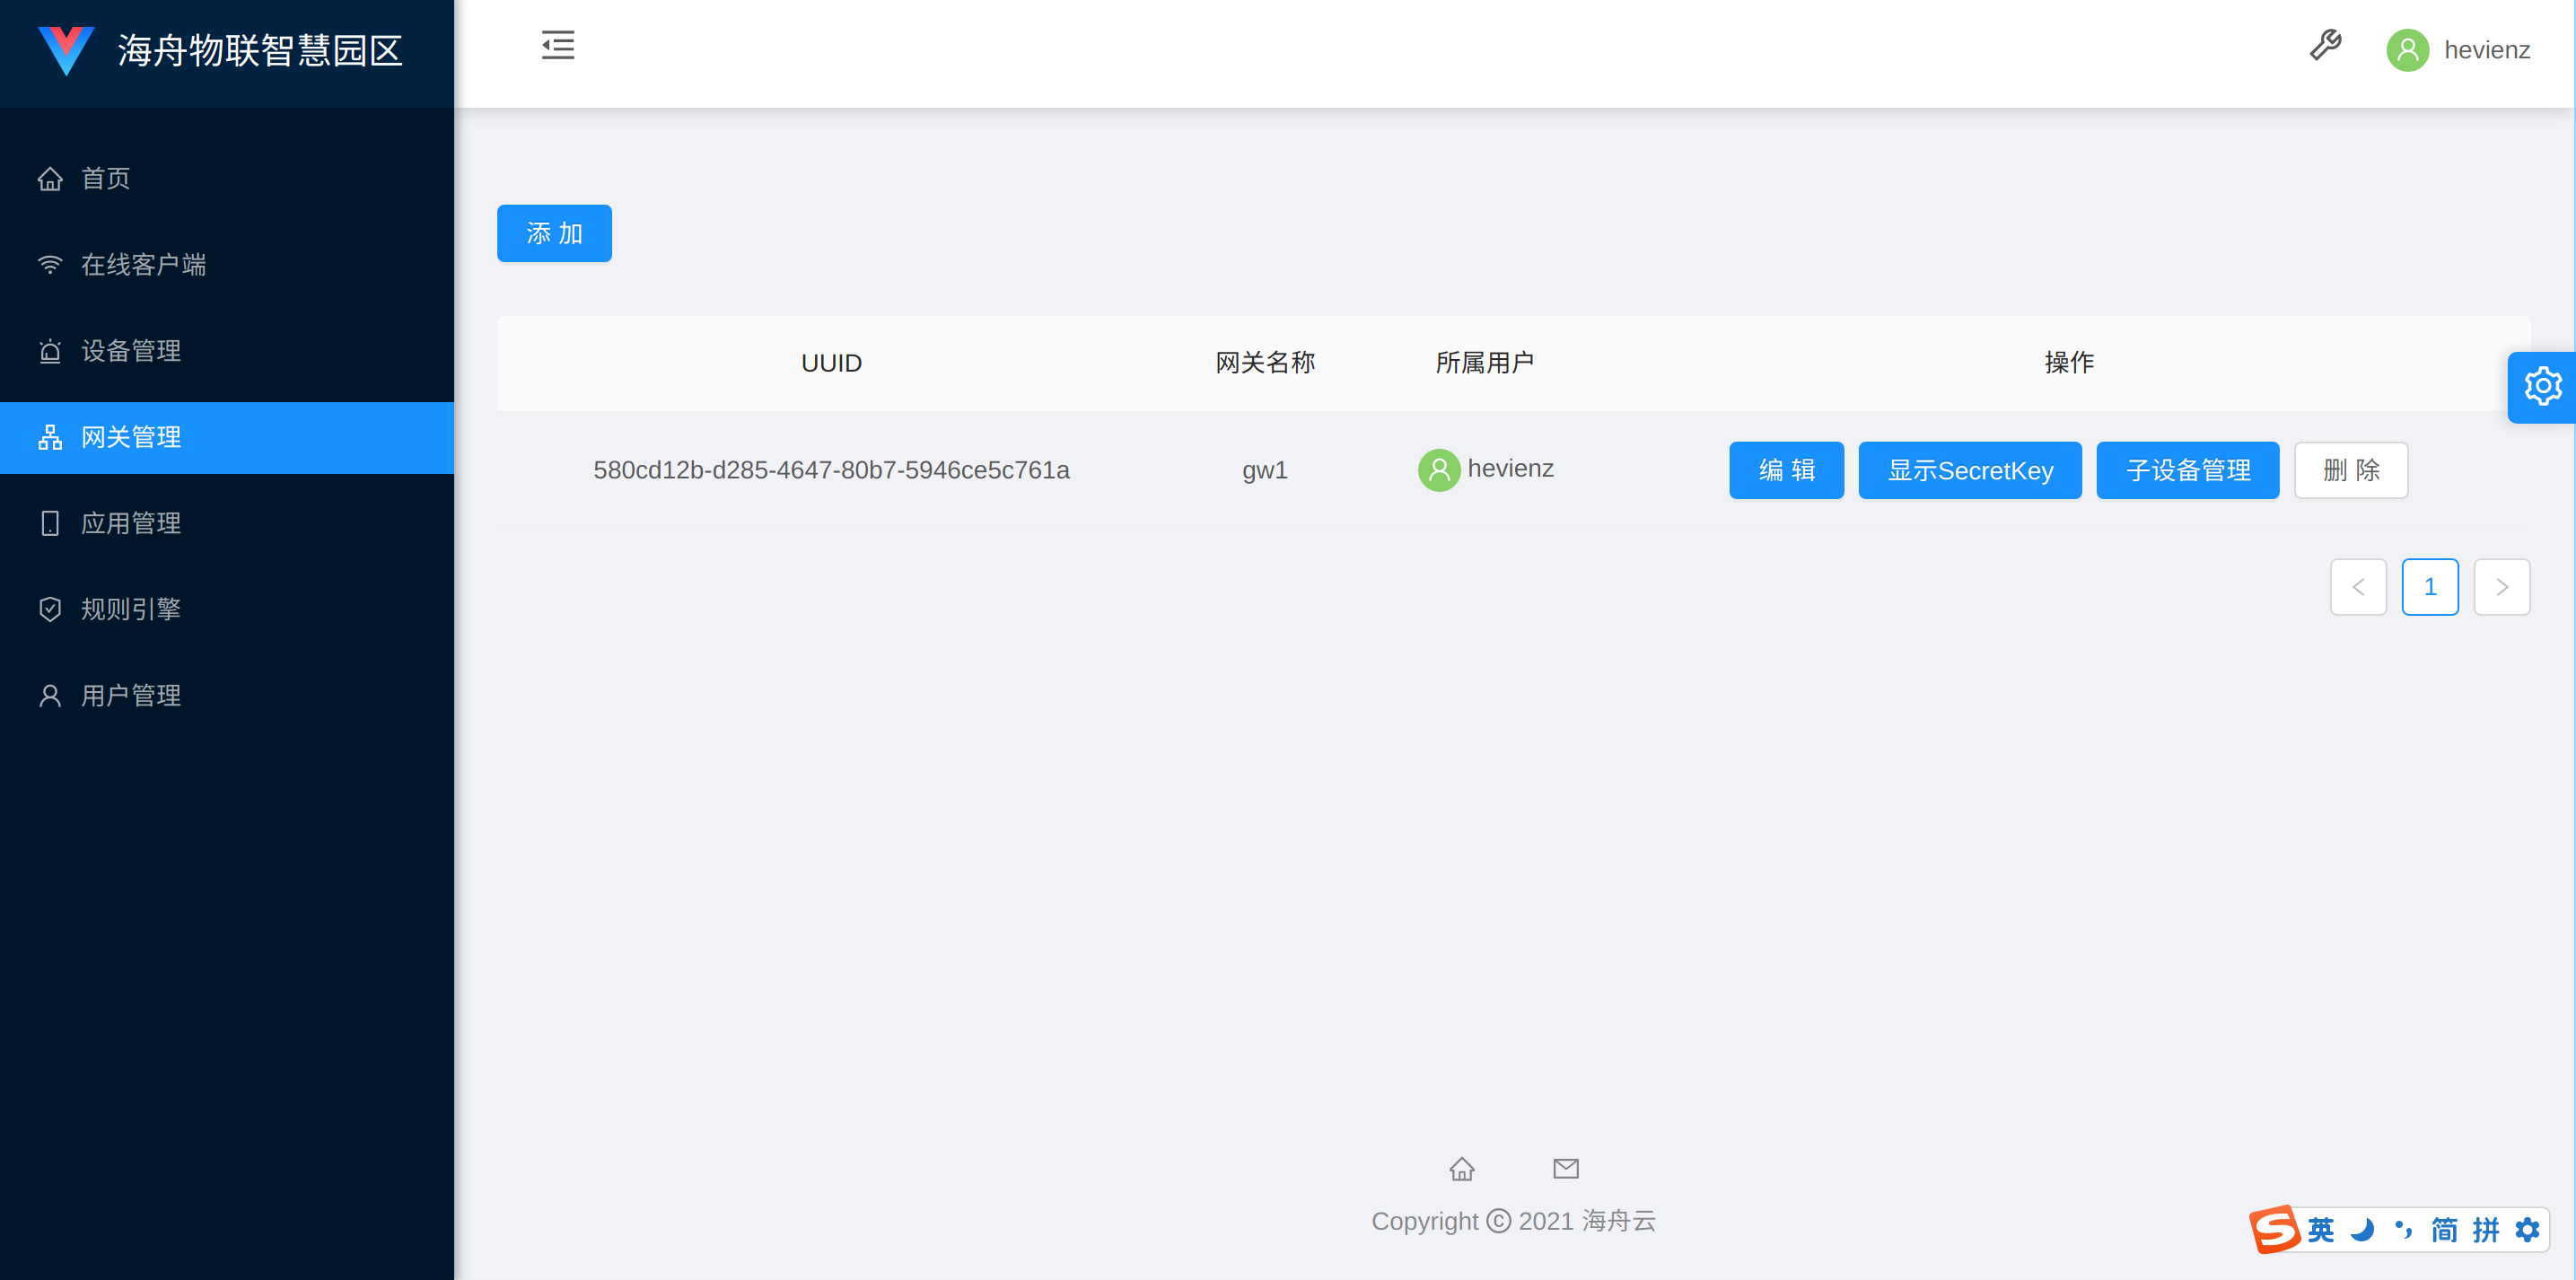 海舟物联智慧园区
hevienz
首页
在线客户端
设备管理
网关管理
应用管理
规则引擎
用户管理
添 加
UUID 网关名称 所属用户 操作
580cd12b-d285-4647-80b7-5946ce5c761a gw1 hevienz 编 辑 显示SecretKey 子设备管理 删 除
1
Copyright © 2021 海舟云
英 简 拼